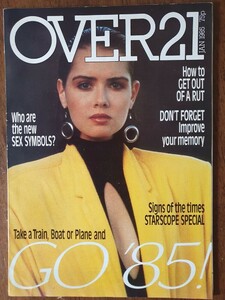 OVER21
JAN 1985 75p
How to
GET OUT
OF A RUT
Who are
the new
SEX SYMBOLS?
DON'T FORGET
Improve
your memory
Signs of the times
STARSCOPE SPECIAL
Take a Train, Boat or Plane and
GO '85!